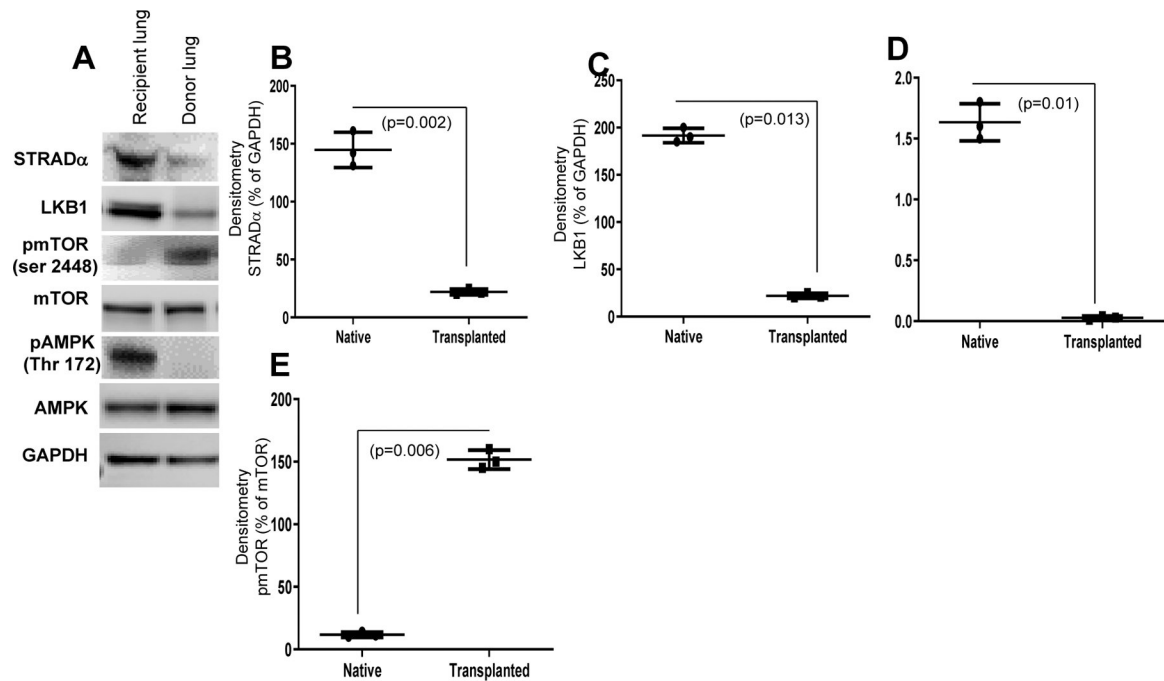 A
Recipient lung
Donor lung
STRADα
LKB1
pmTOR
(ser 2448)
mTOR
pAMPK
(Thr 172)
AMPK
GAPDH
B
Densitometry
STRADα (% of GAPDH)
200
150
100
50
0
(p=0.002)
Native
Transplanted
C
Densitometry
LKB1 (% of GAPDH)
250
200
150
100
50
0
(p=0.013)
Native
Transplanted
D
2.0
1.5
1.0
0.5
0.0
(p=0.01)
Native
Transplanted
E
Densitometry
pmTOR (% of mTOR)
200
150
100
50
0
(p=0.006)
Native
Transplanted